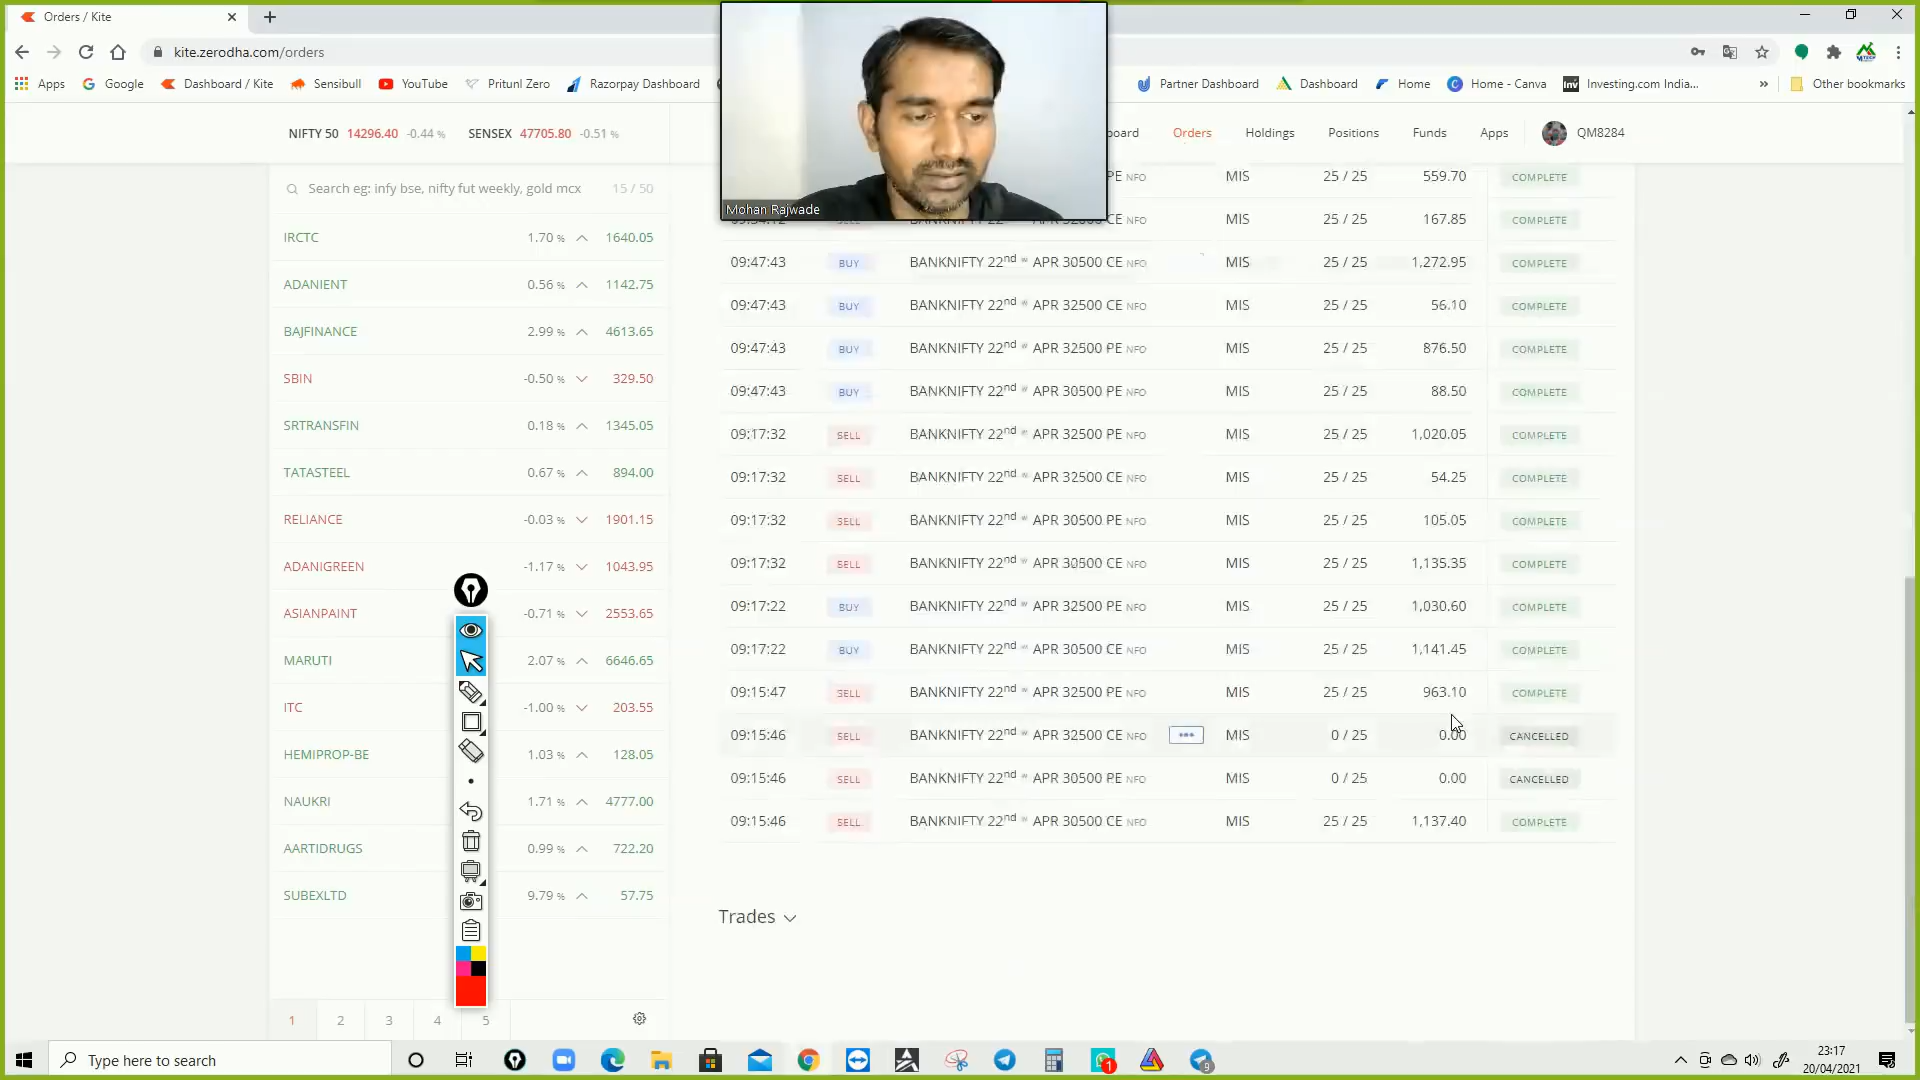 Orders / Kite
kite.zerodha.com/orders
Apps Google Dashboard / Kite Sensibull YouTube Pritunl Zero Razorpay Dashboard Partner Dashboard Dashboard Home Home - Canva Investing.com India... » Other bookmarks
NIFTY 50 14296.40 -0.44 % SENSEX 47705.80 -0.51 %
Orders Holdings Positions Funds Apps QM8284
Search eg: infy bse, nifty fut weekly, gold mcx 15 / 50
Mohan Rajwade
IRCTC 1.70 % 1640.05
ADANIENT 0.56 % 1142.75
BAJFINANCE 2.99 % 4613.65
SBIN -0.50 % 329.50
SRTRANSFIN 0.18 % 1345.05
TATASTEEL 0.67 % 894.00
RELIANCE -0.03 % 1901.15
ADANIGREEN -1.17 % 1043.95
ASIANPAINT -0.71 % 2553.65
MARUTI 2.07 % 6646.65
ITC -1.00 % 203.55
HEMIPROP-BE 1.03 % 128.05
NAUKRI 1.71 % 4777.00
AARTIDRUGS 0.99 % 722.20
SUBEXLTD 9.79 % 57.75
1 2 3 4 5
PE NFO MIS 25 / 25 559.70 COMPLETE
CE NFO MIS 25 / 25 167.85 COMPLETE
09:47:43 BUY BANKNIFTY 22nd w APR 30500 CE NFO MIS 25 / 25 1,272.95 COMPLETE
09:47:43 BUY BANKNIFTY 22nd w APR 32500 CE NFO MIS 25 / 25 56.10 COMPLETE
09:47:43 BUY BANKNIFTY 22nd w APR 32500 PE NFO MIS 25 / 25 876.50 COMPLETE
09:47:43 BUY BANKNIFTY 22nd w APR 30500 PE NFO MIS 25 / 25 88.50 COMPLETE
09:17:32 SELL BANKNIFTY 22nd w APR 32500 PE NFO MIS 25 / 25 1,020.05 COMPLETE
09:17:32 SELL BANKNIFTY 22nd w APR 32500 CE NFO MIS 25 / 25 54.25 COMPLETE
09:17:32 SELL BANKNIFTY 22nd w APR 30500 PE NFO MIS 25 / 25 105.05 COMPLETE
09:17:32 SELL BANKNIFTY 22nd w APR 30500 CE NFO MIS 25 / 25 1,135.35 COMPLETE
09:17:22 BUY BANKNIFTY 22nd w APR 32500 PE NFO MIS 25 / 25 1,030.60 COMPLETE
09:17:22 BUY BANKNIFTY 22nd w APR 30500 CE NFO MIS 25 / 25 1,141.45 COMPLETE
09:15:47 SELL BANKNIFTY 22nd w APR 32500 PE NFO MIS 25 / 25 963.10 COMPLETE
09:15:46 SELL BANKNIFTY 22nd w APR 32500 CE NFO MIS 0 / 25 0.00 CANCELLED
09:15:46 SELL BANKNIFTY 22nd w APR 30500 PE NFO MIS 0 / 25 0.00 CANCELLED
09:15:46 SELL BANKNIFTY 22nd w APR 30500 CE NFO MIS 25 / 25 1,137.40 COMPLETE
Trades
Type here to search
23:17
20/04/2021